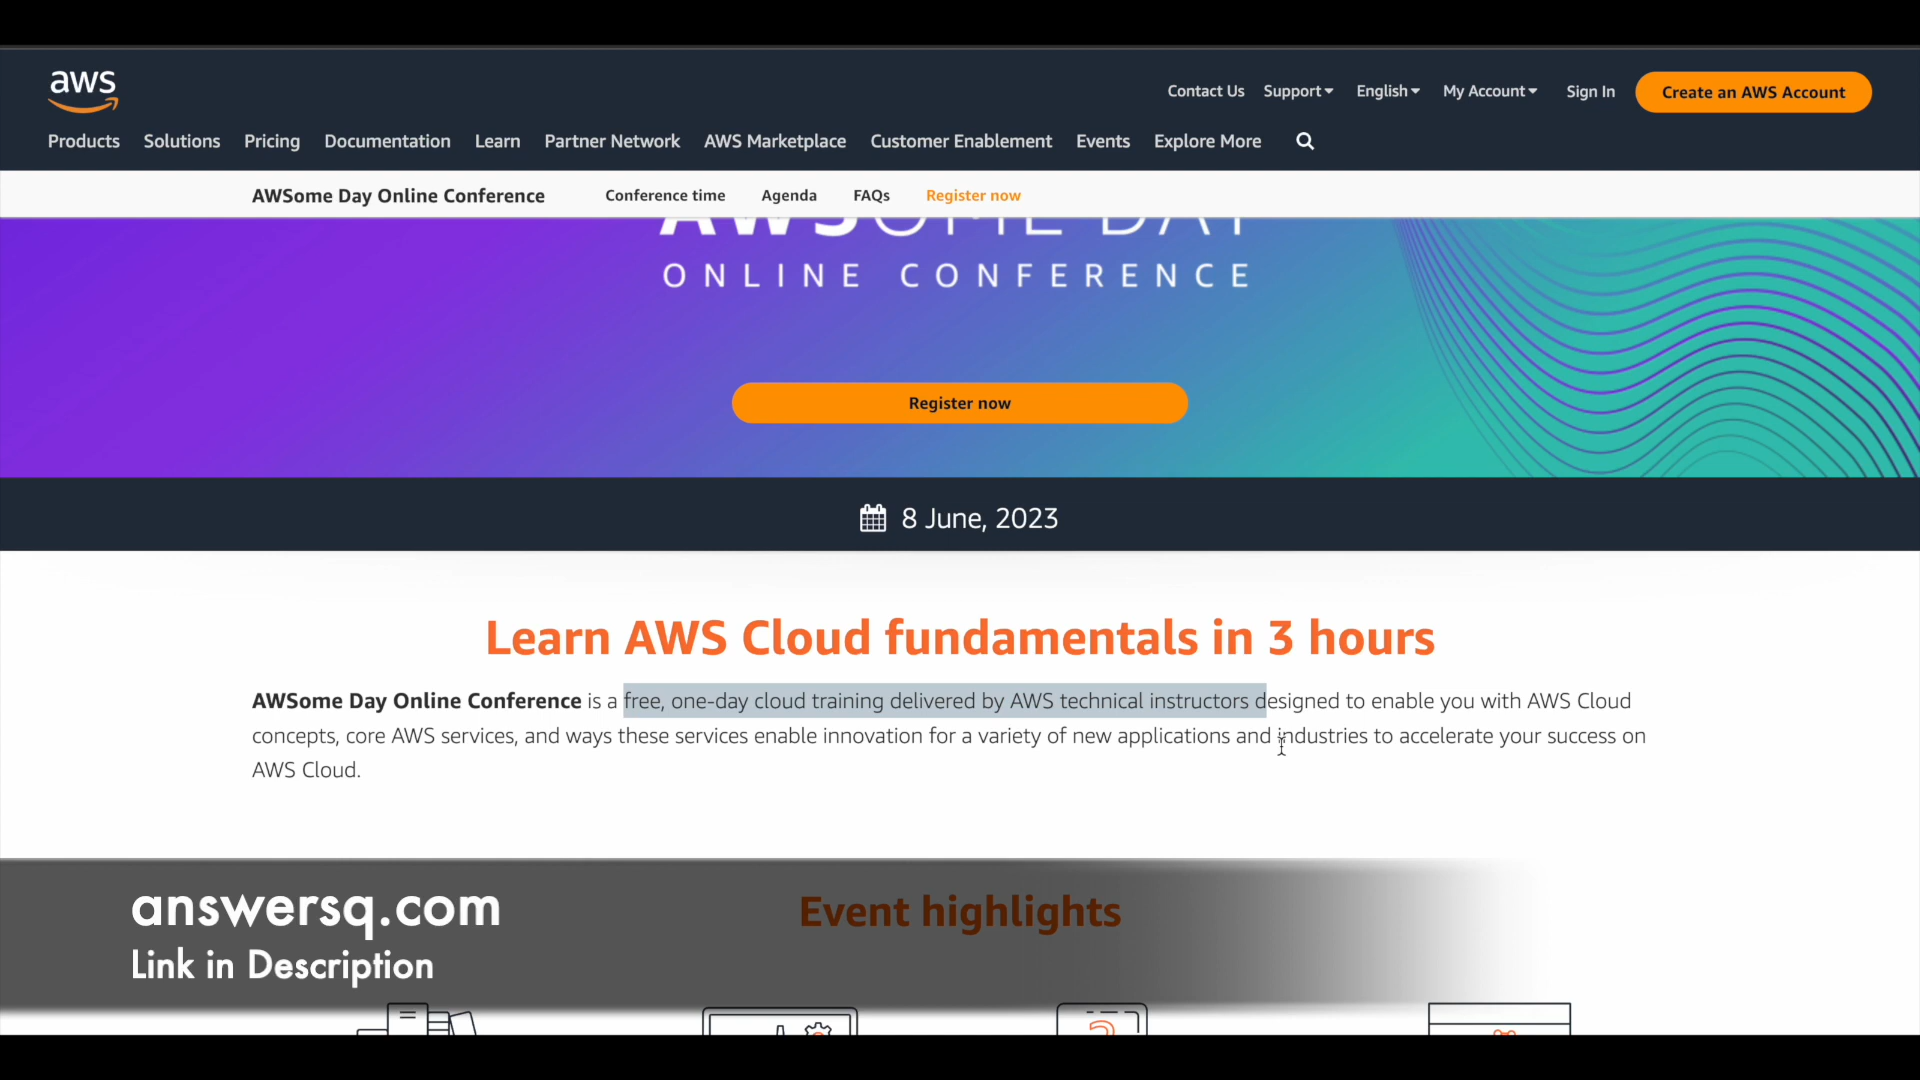 aws
Contact Us Support English My Account Sign In Create an AWS Account
Products Solutions Pricing Documentation Learn Partner Network AWS Marketplace Customer Enablement Events Explore More
AWSome Day Online Conference Conference time Agenda FAQs Register now
AWSOME DAY
ONLINE CONFERENCE
Register now
8 June, 2023
Learn AWS Cloud fundamentals in 3 hours
AWSome Day Online Conference is a free, one-day cloud training delivered by AWS technical instructors designed to enable you with AWS Cloud
concepts, core AWS services, and ways these services enable innovation for a variety of new applications and industries to accelerate your success on
AWS Cloud.
Event highlights
answersq.com
Link in Description